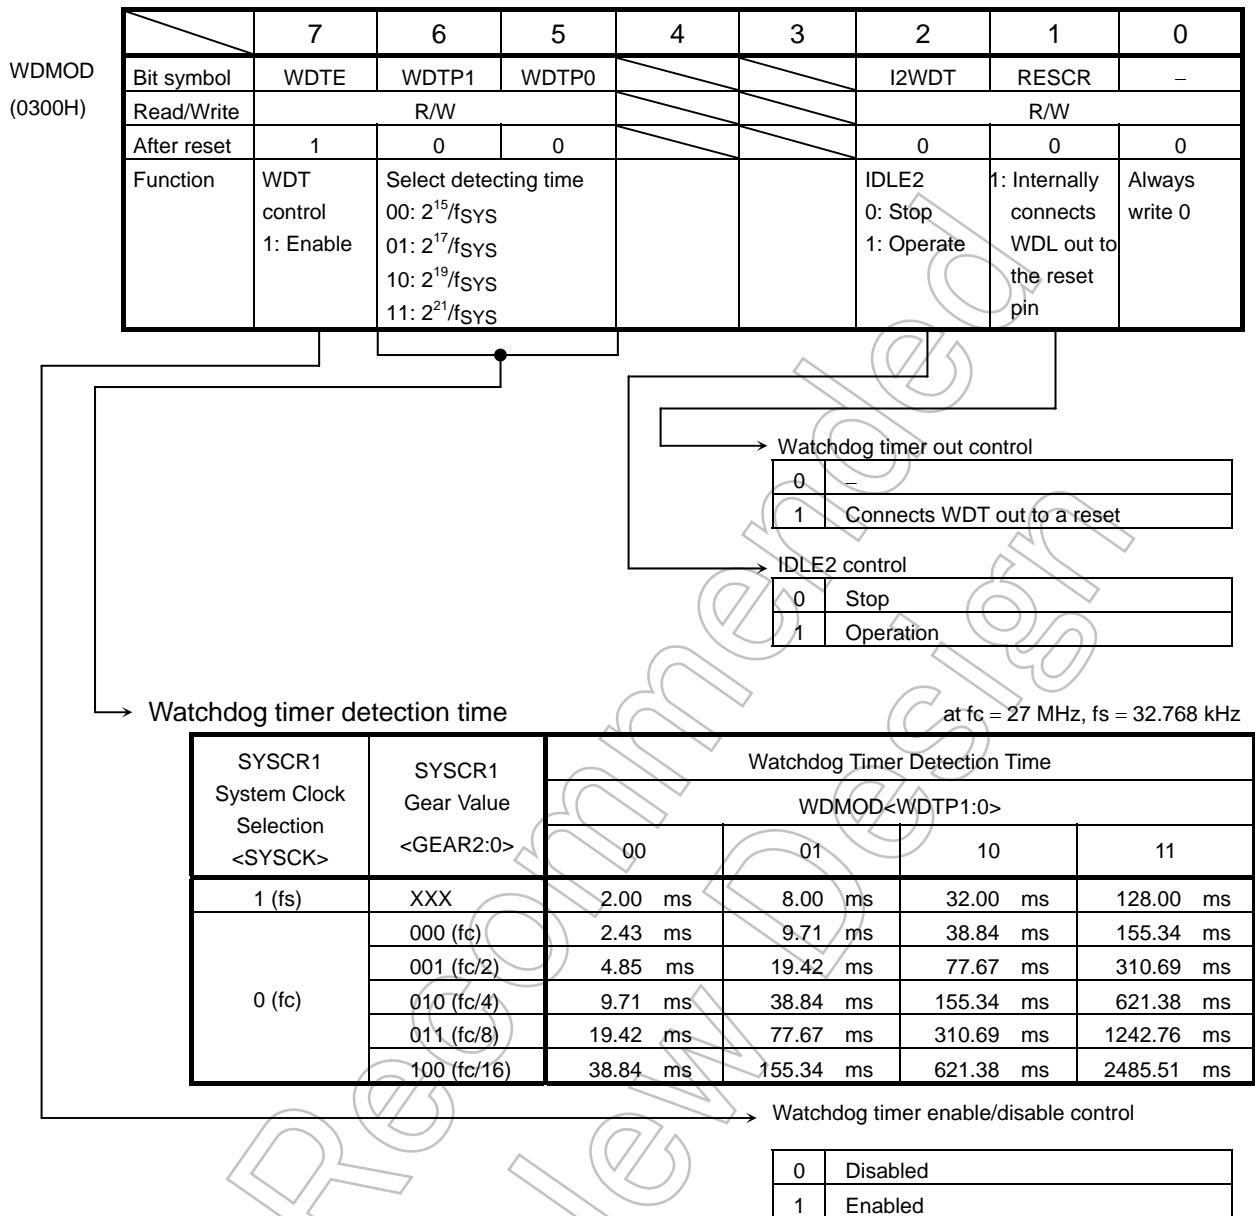 7 6 5 4 3 2 1 0
WDMOD
(0300H)
Bit symbol WDTE WDTP1 WDTP0 I2WDT RESCR −
Read/Write R/W R/W
After reset 1 0 0 0 0 0
Function
WDT
control
1: Enable
Select detecting time
00: 2^15/fSYS
01: 2^17/fSYS
10: 2^19/fSYS
11: 2^21/fSYS
IDLE2
0: Stop
1: Operate
1: Internally
connects
WDL out to
the reset
pin
Always
write 0
Watchdog timer out control
0 −
1 Connects WDT out to a reset
IDLE2 control
0 Stop
1 Operation
Watchdog timer detection time
at fc = 27 MHz, fs = 32.768 kHz
SYSCR1
System Clock
Selection
<SYSCK>
SYSCR1
Gear Value
<GEAR2:0>
Watchdog Timer Detection Time
WDMOD<WDTP1:0>
00 01 10 11
1 (fs) XXX 2.00 ms 8.00 ms 32.00 ms 128.00 ms
0 (fc)
000 (fc) 2.43 ms 9.71 ms 38.84 ms 155.34 ms
001 (fc/2) 4.85 ms 19.42 ms 77.67 ms 310.69 ms
010 (fc/4) 9.71 ms 38.84 ms 155.34 ms 621.38 ms
011 (fc/8) 19.42 ms 77.67 ms 310.69 ms 1242.76 ms
100 (fc/16) 38.84 ms 155.34 ms 621.38 ms 2485.51 ms
Watchdog timer enable/disable control
0 Disabled
1 Enabled
Recommended
Design